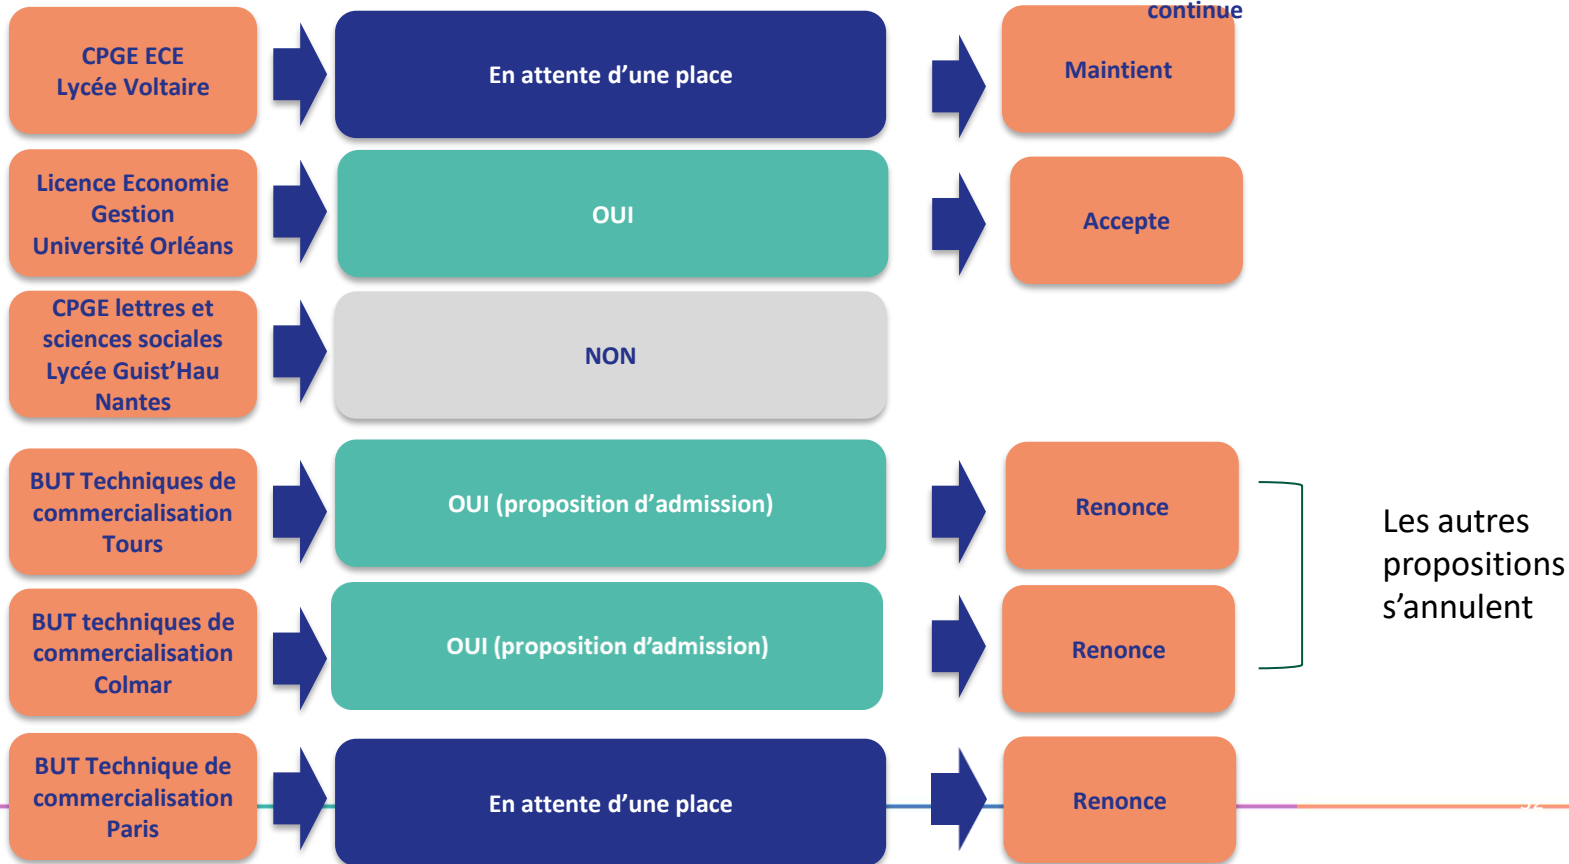 continue
CPGE ECE
Lycée Voltaire
En attente d’une place
Maintient
Licence Economie
Gestion
Université Orléans
OUI
Accepte
CPGE lettres et
sciences sociales
Lycée Guist’Hau
Nantes
NON
BUT Techniques de
commercialisation
Tours
OUI (proposition d’admission)
Renonce
Les autres
propositions
s’annulent
BUT techniques de
commercialisation
Colmar
OUI (proposition d’admission)
Renonce
BUT Technique de
commercialisation
Paris
En attente d’une place
Renonce